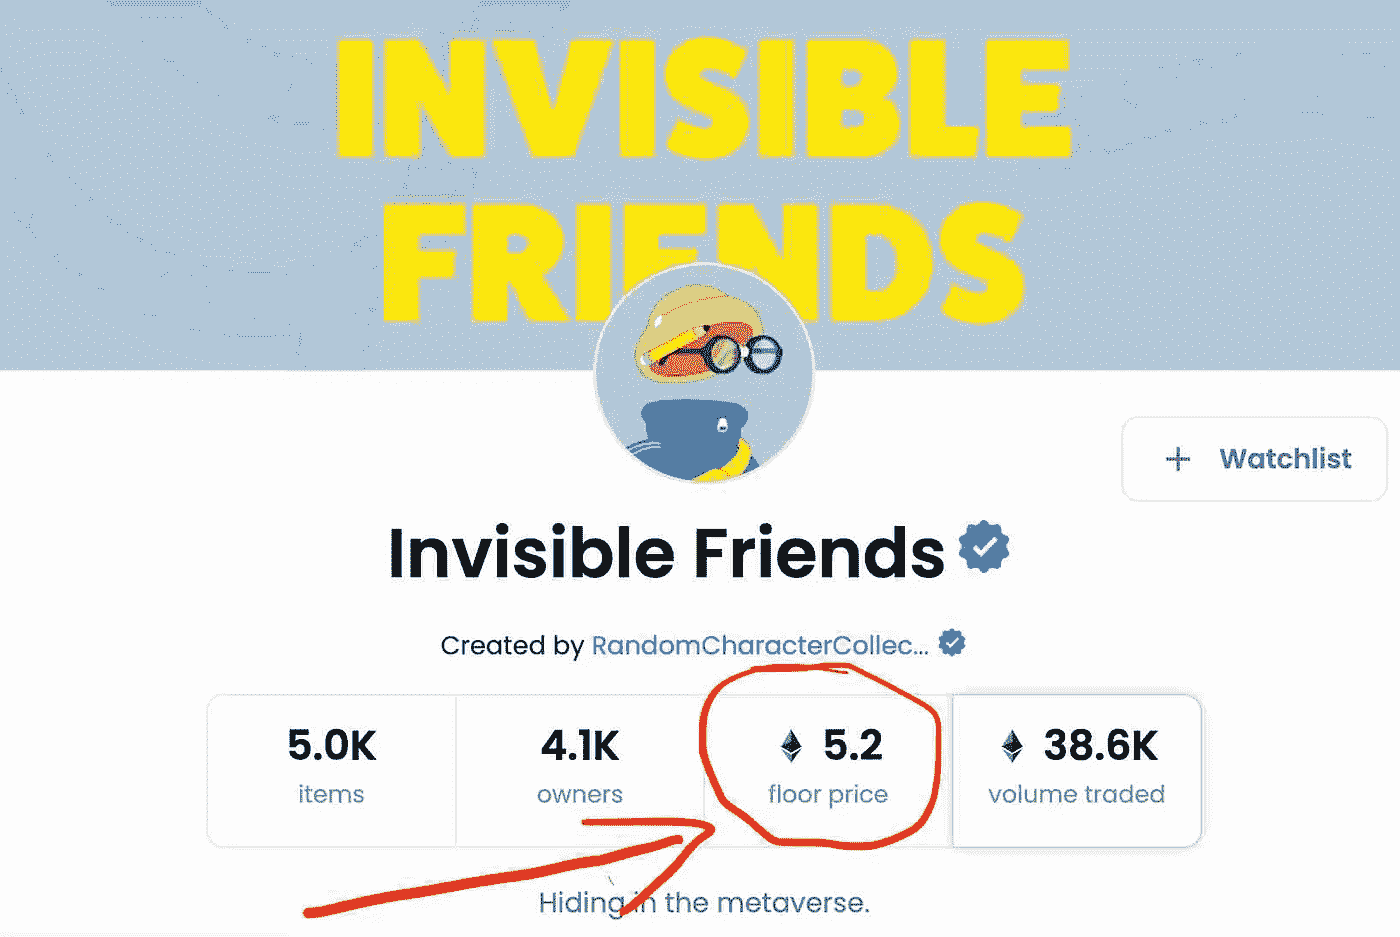 INVISIBLE
FRIENDS
+ Watchlist
Invisible Friends
Created by RandomCharacterCollec...
5.0K
items
4.1K
owners
5.2
floor price
38.6K
volume traded
Hiding in the metaverse.